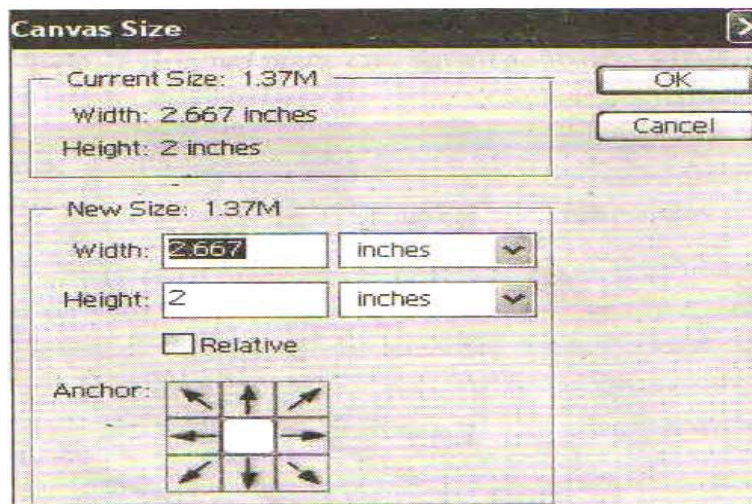 Canvas Size
Current Size: 1.37M
OK
Width: 2.667 inches
Cancel
Height: 2 inches
New Size: 1.37M
Width: 2.667 inches
Height: 2 inches
Relative
Anchor: